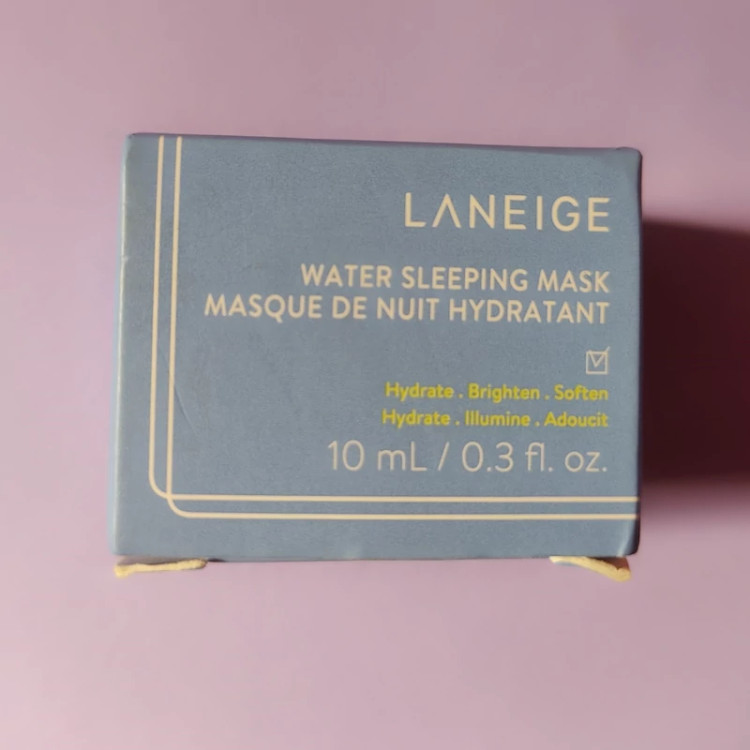 LANEIGE
WATER SLEEPING MASK
MASQUE DE NUIT HYDRATANT
Hydrate . Brighten . Soften
Hydrate . Illumine . Adoucit
10 mL / 0.3 fl. oz.